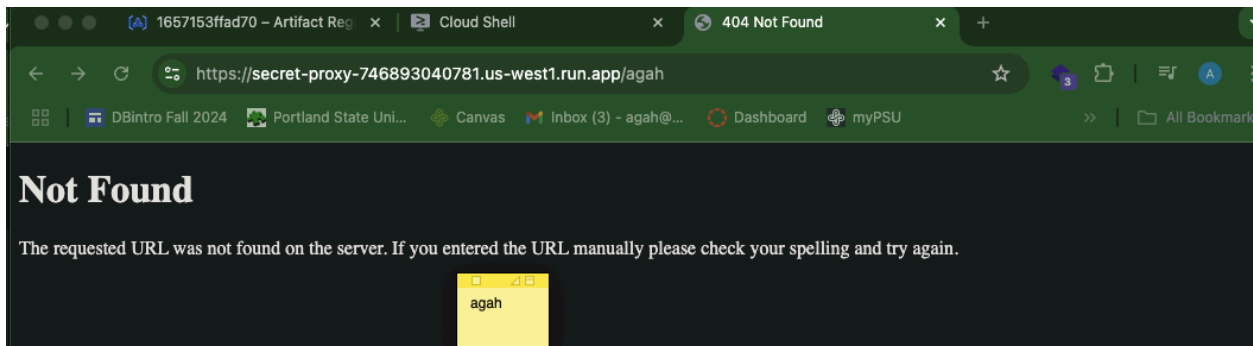 1657153ffad70 – Artifact Reg
Cloud Shell
404 Not Found
https://secret-proxy-746893040781.us-west1.run.app/agah
3
A
DBintro Fall 2024
Portland State Uni...
Canvas
Inbox (3) - agah@...
Dashboard
myPSU
All Bookmark
Not Found
The requested URL was not found on the server. If you entered the URL manually please check your spelling and try again.
agah